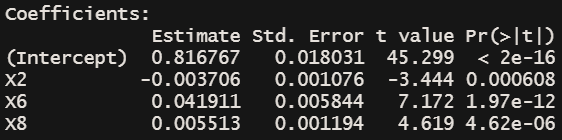 Coefficients:
Estimate Std. Error t value Pr(>|t|)
(Intercept) 0.816767 0.018031 45.299 < 2e-16
X2 -0.003706 0.001076 -3.444 0.000608
X6 0.041911 0.005844 7.172 1.97e-12
X8 0.005513 0.001194 4.619 4.62e-06